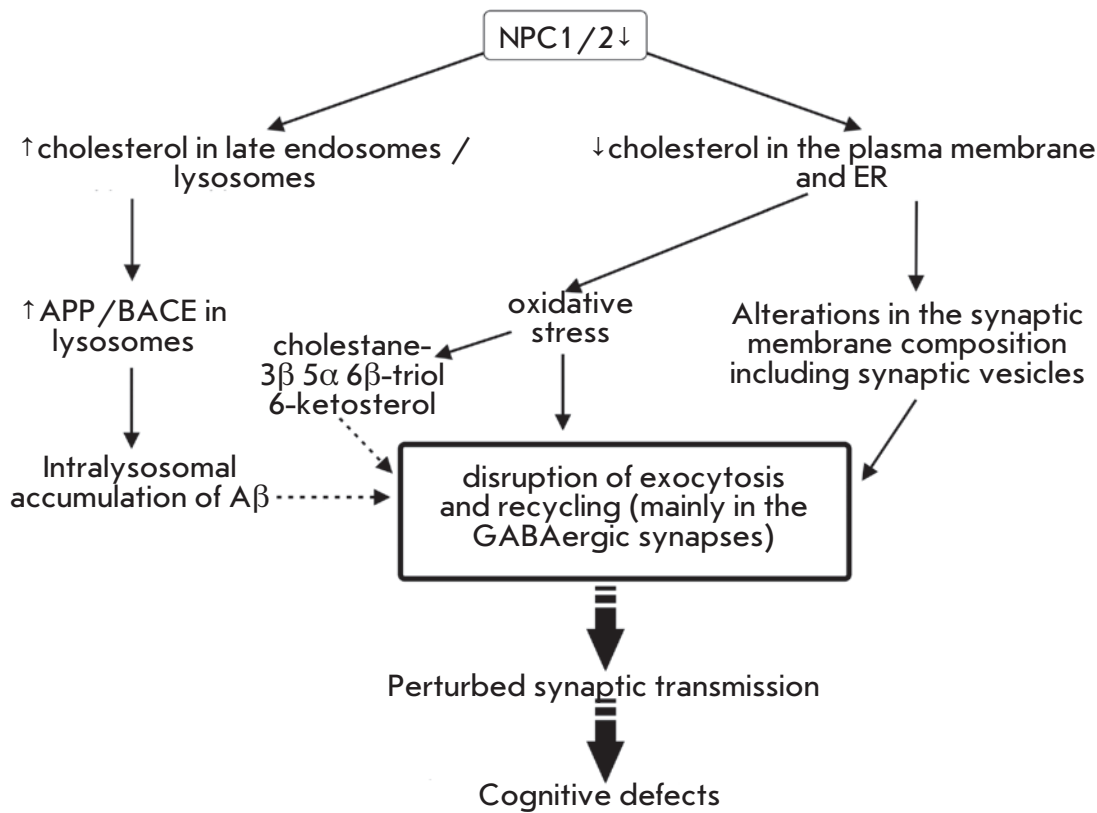 NPC1/2↓
↑cholesterol in late endosomes /
lysosomes
↓cholesterol in the plasma membrane
and ER
↑APP/BACE in
lysosomes
oxidative
stress
Alterations in the synaptic
membrane composition
including synaptic vesicles
cholestane-
3β 5α 6β-triol
6-ketosterol
Intralysosomal
accumulation of Aβ
disruption of exocytosis
and recycling (mainly in the
GABAergic synapses)
Perturbed synaptic transmission
Cognitive defects